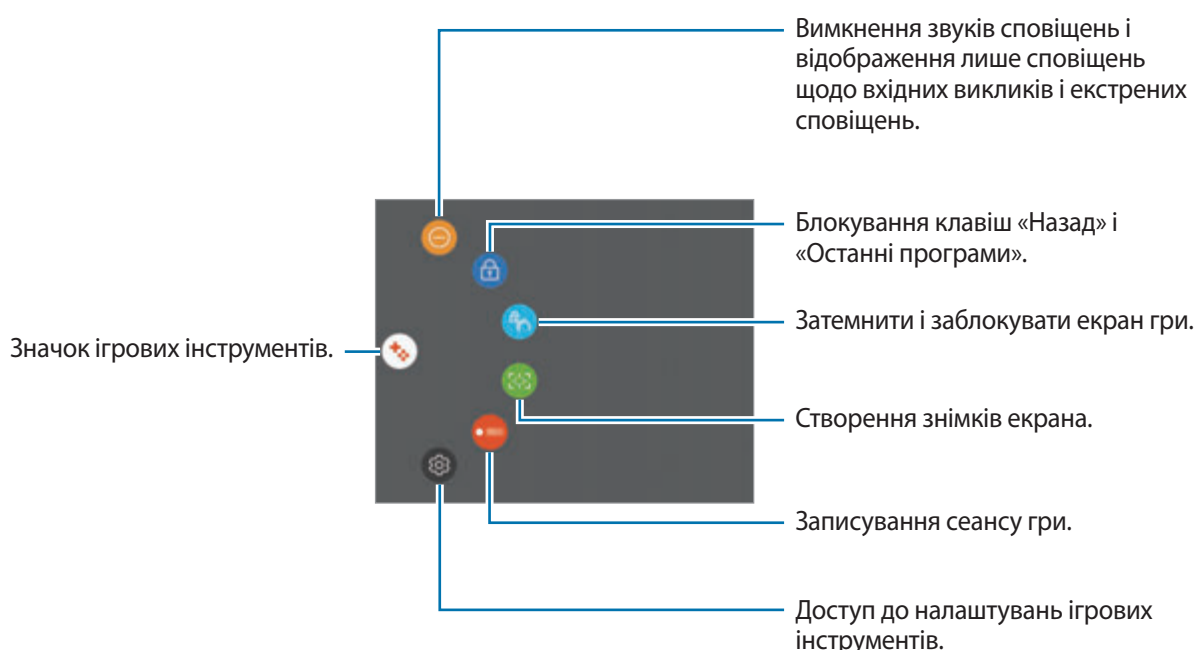 Вимкнення звуків сповіщень і
відображення лише сповіщень
щодо вхідних викликів і екстрених
сповіщень.
Блокування клавіш «Назад» і
«Останні програми».
Затемнити і заблокувати екран гри.
Значок ігрових інструментів.
Створення знімків екрана.
Записування сеансу гри.
Доступ до налаштувань ігрових
інструментів.